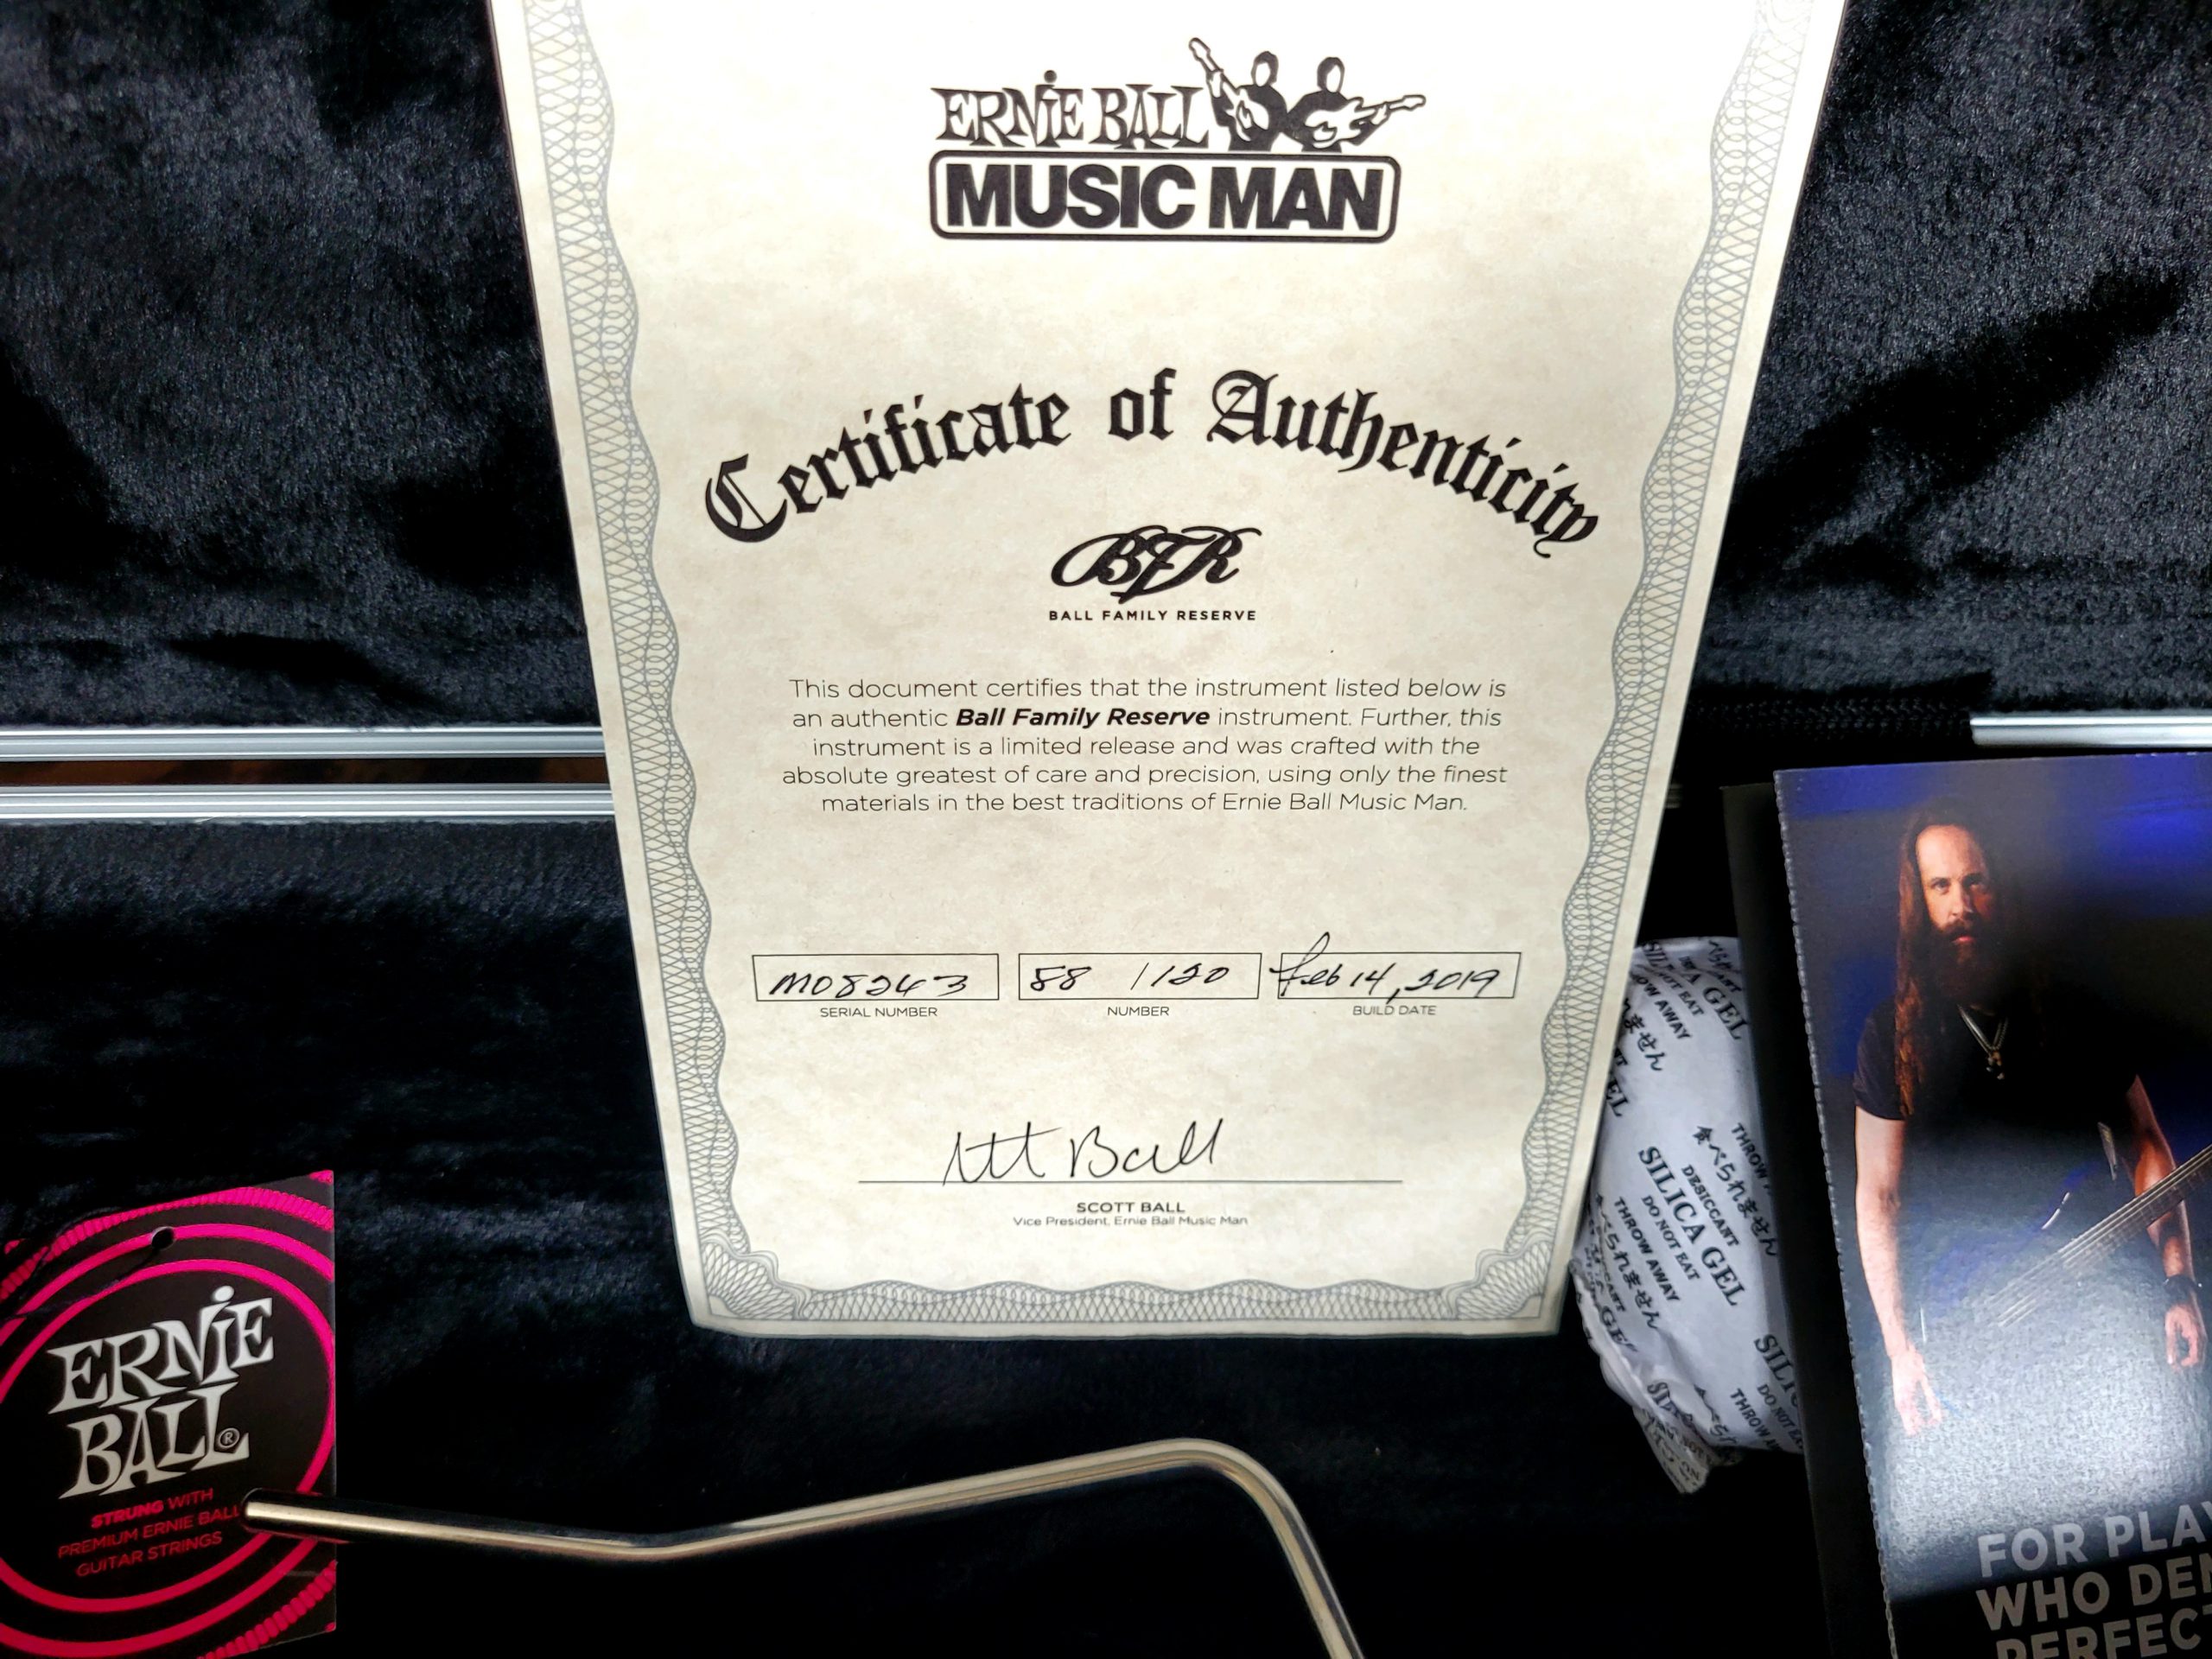 ERNIE BALL
MUSIC MAN
Certificate of Authenticity
BFR
BALL FAMILY RESERVE
This document certifies that the instrument listed below is
an authentic Ball Family Reserve instrument. Further, this
instrument is a limited release and was crafted with the
absolute greatest of care and precision, using only the finest
materials in the best traditions of Ernie Ball Music Man.
M08243 88 /120 Feb 14, 2019
SERIAL NUMBER NUMBER BUILD DATE
Ball
SCOTT BALL
Vice President, Ernie Ball Music Man
ERNIE
BALL®
STRUNG WITH
PREMIUM ERNIE BALL
GUITAR STRINGS
THROW AWAY
食べられません
DESICCANT
SILICA GEL
DO NOT EAT
THROW AWAY
FOR
WHO